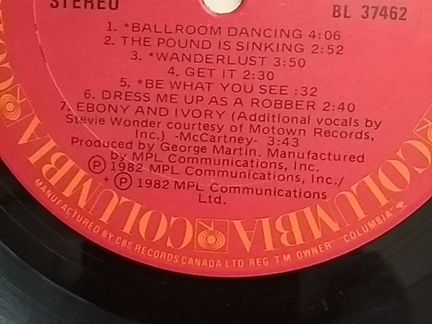 STEREO
BL 37462
1. *BALLROOM DANCING 4:06
2. THE POUND IS SINKING 2:52
3. *WANDERLUST 3:50
4. GET IT 2:30
5. *BE WHAT YOU SEE :32
6. DRESS ME UP AS A ROBBER 2:40
7. EBONY AND IVORY (Additional vocals by
Stevie Wonder courtesy of Motown Records,
Inc.) -McCartney- 3:43
Produced by George Martin. Manufactured
by MPL Communications, Inc.
Ⓟ 1982 MPL Communications, Inc./
* Ⓟ 1982 MPL Communications
Ltd.
COLUMBIA
COLUMBIA
COLUMBIA
COLUMBIA
MANUFACTURED BY CBS RECORDS CANADA LTD REG T.M. OWNER "COLUMBIA"